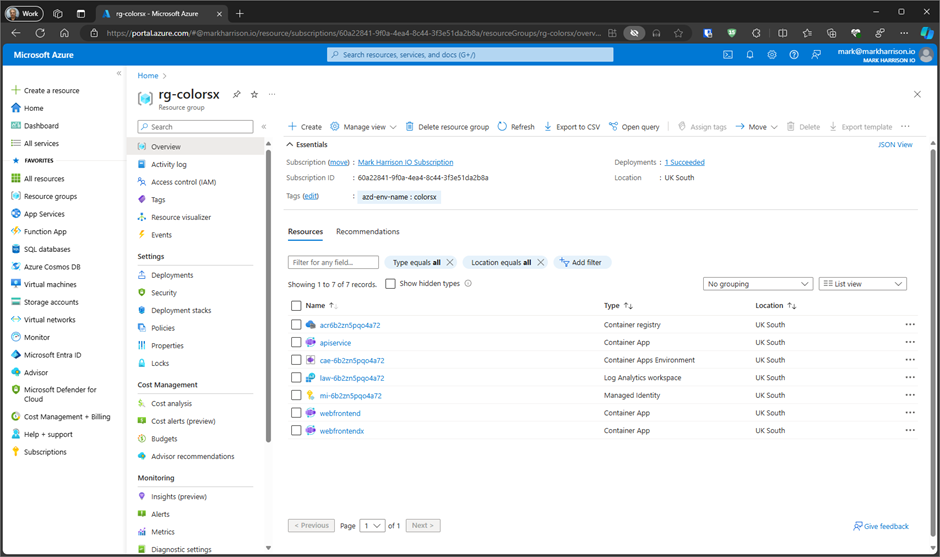 Work
rg-colorsx - Microsoft Azure
https://portal.azure.com/#@markharrison.io/resource/subscriptions/60a22841-9f0a-4ea4-8c44-3f3e51da2b8a/resourceGroups/rg-colorsx/overv...
Microsoft Azure
Search resources, services, and docs (G+/)
mark@markharrison.io
MARK HARRISON IO
Create a resource
Home
Dashboard
All services
FAVORITES
All resources
Resource groups
App Services
Function App
SQL databases
Azure Cosmos DB
Virtual machines
Storage accounts
Virtual networks
Monitor
Microsoft Entra ID
Advisor
Microsoft Defender for
Cloud
Cost Management + Billing
Help + support
Subscriptions
Home
rg-colorsx
Resource group
Search
Overview
Activity log
Access control (IAM)
Tags
Resource visualizer
Events
Settings
Deployments
Security
Deployment stacks
Policies
Properties
Locks
Cost Management
Cost analysis
Cost alerts (preview)
Budgets
Advisor recommendations
Monitoring
Insights (preview)
Alerts
Metrics
Diagnostic settings
Create Manage view Delete resource group Refresh Export to CSV Open query Assign tags Move Delete Export template
Essentials
JSON View
Subscription (move) : Mark Harrison IO Subscription
Deployments : 1 Succeeded
Subscription ID : 60a22841-9f0a-4ea4-8c44-3f3e51da2b8a
Location : UK South
Tags (edit) : azd-env-name : colorsx
Resources Recommendations
Filter for any field... Type equals all Location equals all Add filter
Showing 1 to 7 of 7 records. Show hidden types No grouping List view
Name Type Location
acr6b2zn5pqo4a72 Container registry UK South
apiservice Container App UK South
cae-6b2zn5pqo4a72 Container Apps Environment UK South
law-6b2zn5pqo4a72 Log Analytics workspace UK South
mi-6b2zn5pqo4a72 Managed Identity UK South
webfrontend Container App UK South
webfrontendx Container App UK South
< Previous Page 1 of 1 Next >
Give feedback